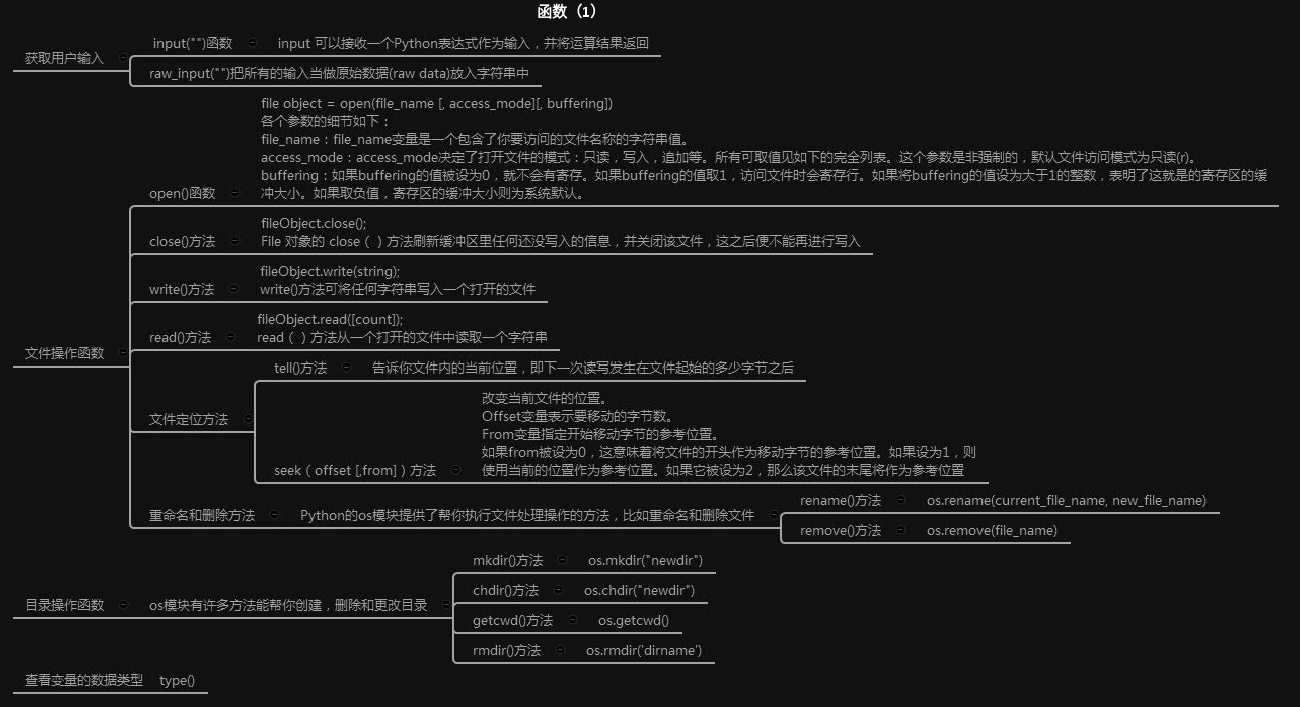 函数（1）
获取用户输入
input("")函数
input 可以接收一个Python表达式作为输入，并将运算结果返回
raw_input("")把所有的输入当做原始数据(raw data)放入字符串中
文件操作函数
open()函数
file object = open(file_name [, access_mode][, buffering])
各个参数的细节如下：
file_name：file_name变量是一个包含了你要访问的文件名称的字符串值。
access_mode：access_mode决定了打开文件的模式：只读，写入，追加等。所有可取值见如下的完全列表。这个参数是非强制的，默认文件访问模式为只读(r)。
buffering：如果buffering的值被设为0，就不会有寄存。如果buffering的值取1，访问文件时会寄存行。如果将buffering的值设为大于1的整数，表明了这就是的寄存区的缓
冲大小。如果取负值，寄存区的缓冲大小则为系统默认。
close()方法
fileObject.close();
File 对象的 close（ ）方法刷新缓冲区里任何还没写入的信息，并关闭该文件，这之后便不能再进行写入
write()方法
fileObject.write(string);
write()方法可将任何字符串写入一个打开的文件
read()方法
fileObject.read([count]);
read（ ）方法从一个打开的文件中读取一个字符串
文件定位方法
tell()方法
告诉你文件内的当前位置，即下一次读写发生在文件起始的多少字节之后
seek（offset [,from]）方法
改变当前文件的位置。
Offset变量表示要移动的字节数。
From变量指定开始移动字节的参考位置。
如果from被设为0，这意味着将文件的开头作为移动字节的参考位置。如果设为1，则
使用当前的位置作为参考位置。如果它被设为2，那么该文件的末尾将作为参考位置
重命名和删除方法
Python的os模块提供了帮你执行文件处理操作的方法，比如重命名和删除文件
rename()方法
os.rename(current_file_name, new_file_name)
remove()方法
os.remove(file_name)
目录操作函数
os模块有许多方法能帮你创建，删除和更改目录
mkdir()方法
os.mkdir("newdir")
chdir()方法
os.chdir("newdir")
getcwd()方法
os.getcwd()
rmdir()方法
os.rmdir('dirname')
查看变量的数据类型
type()